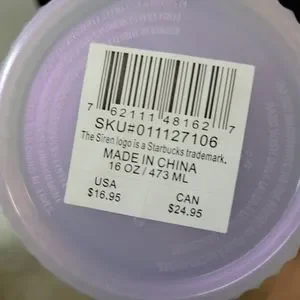 7 62111 48162 7
SKU#011127106
The Siren logo is a Starbucks trademark.
MADE IN CHINA
16 OZ / 473 ML
USA CAN
$16.95 $24.95